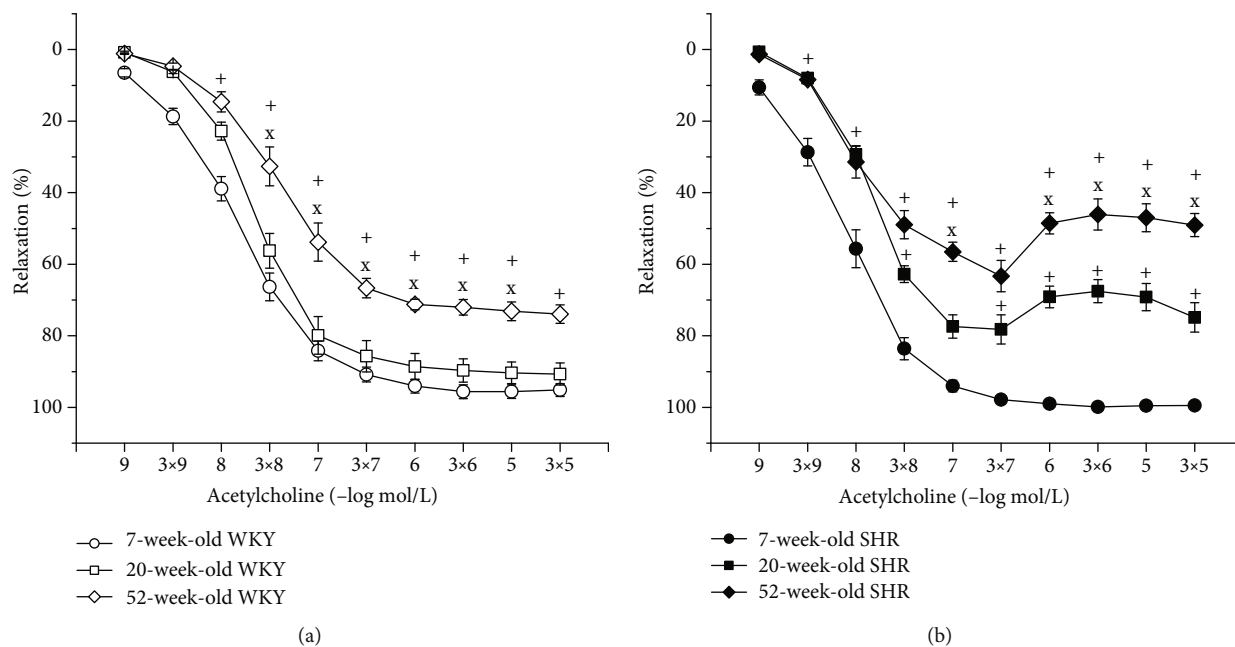 0
20
40
60
80
100
Relaxation (%)
+
+
x
+
x
+
x
+
x
+
x
+
x
+
9 3×9 8 3×8 7 3×7 6 3×6 5 3×5
Acetylcholine (–log mol/L)
7-week-old WKY
20-week-old WKY
52-week-old WKY
(a)
0
20
40
60
80
100
Relaxation (%)
+
+
+
+
+
x
+
+
+
x
+
+
x
+
+
x
+
+
x
+
9 3×9 8 3×8 7 3×7 6 3×6 5 3×5
Acetylcholine (–log mol/L)
7-week-old SHR
20-week-old SHR
52-week-old SHR
(b)